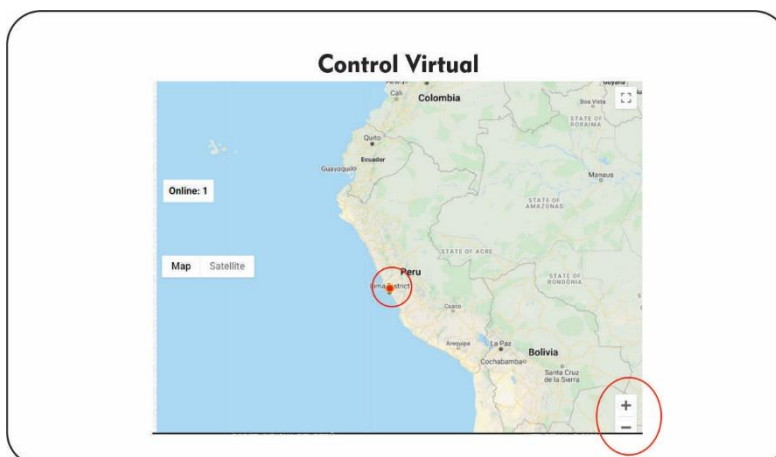 Control Virtual
Cali
Colombia
Boa Vista
STATE OF
RORAIMA
Quito
Ecuador
Guayaquil
Manaus
Online: 1
STATE OF
AMAZONAS
STATE OF ACRE
Map Satellite
Peru
STATE OF
RONDÔNIA
Cusco
Arequipa
La Paz
Bolivia
Cochabamba
Santa Cruz
de la Sierra
+
−